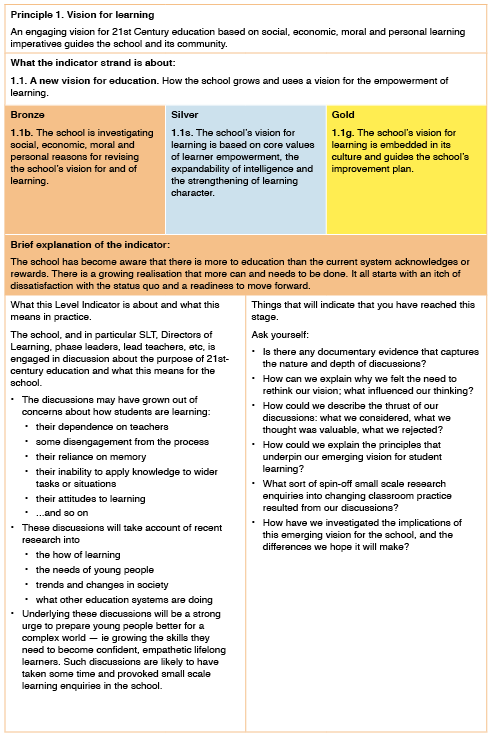 Principle 1. Vision for learning
An engaging vision for 21st Century education based on social, economic, moral and personal learning
imperatives guides the school and its community.
What the indicator strand is about:
1.1. A new vision for education. How the school grows and uses a vision for the empowerment of
learning.
Bronze
1.1b. The school is investigating
social, economic, moral and
personal reasons for revising
the school's vision for and of
learning.
Silver
1.1s. The school's vision for
learning is based on core values
of learner empowerment, the
expandability of intelligence and
the strengthening of learning
character.
Gold
1.1g. The school's vision for
learning is embedded in its
culture and guides the school's
improvement plan.
Brief explanation of the indicator:
The school has become aware that there is more to education than the current system acknowledges or
rewards. There is a growing realisation that more can and needs to be done. It all starts with an itch of
dissatisfaction with the status quo and a readiness to move forward.
What this Level Indicator is about and what this
means in practice.
The school, and in particular SLT, Directors of
Learning, phase leaders, lead teachers, etc, is
engaged in discussion about the purpose of 21st-
century education and what this means for the
school.
• The discussions may have grown out of
concerns about how students are learning:
• their dependence on teachers
• some disengagement from the process
• their reliance on memory
• their inability to apply knowledge to wider
tasks or situations
• their attitudes to learning
• ...and so on
• These discussions will take account of recent
research into
• the how of learning
• the needs of young people
• trends and changes in society
• what other education systems are doing
• Underlying these discussions will be a strong
urge to prepare young people better for a
complex world — ie growing the skills they
need to become confident, empathetic lifelong
learners. Such discussions are likely to have
taken some time and provoked small scale
learning enquiries in the school.
Things that will indicate that you have reached this
stage.
Ask yourself:
• Is there any documentary evidence that captures
the nature and depth of discussions?
• How can we explain why we felt the need to
rethink our vision; what influenced our thinking?
• How could we describe the thrust of our
discussions: what we considered, what we
thought was valuable, what we rejected?
• How could we explain the principles that
underpin our emerging vision for student
learning?
• What sort of spin-off small scale research
enquiries into changing classroom practice
resulted from our discussions?
• How have we investigated the implications of
this emerging vision for the school, and the
differences we hope it will make?